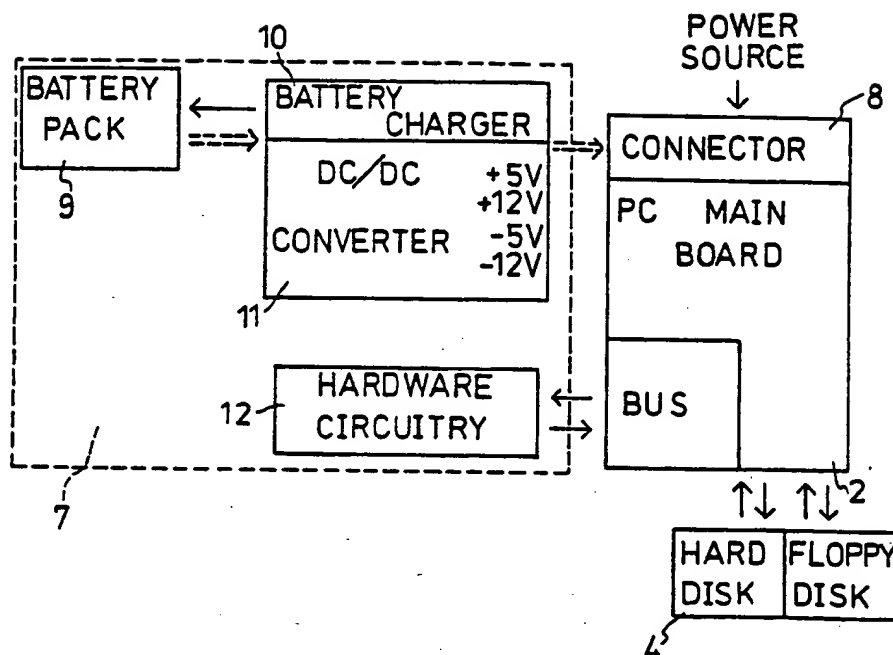 POWER
SOURCE
10
8
BATTERY
PACK
9
BATTERY
CHARGER
CONNECTOR
DC/DC
CONVERTER
+5V
+12V
-5V
-12V
11
PC MAIN
BOARD
HARDWARE
CIRCUITRY
12
BUS
7
2
HARD
DISK
FLOPPY
DISK
4